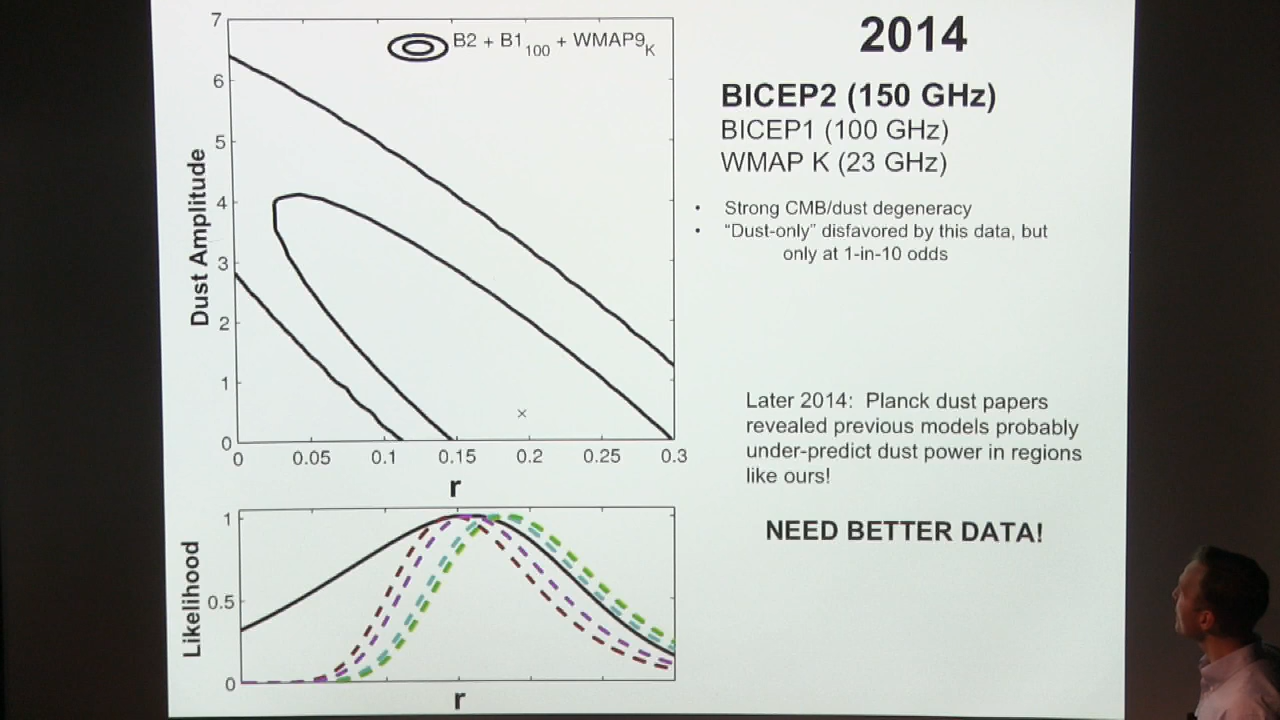 2014
BICEP2 (150 GHz)
BICEP1 (100 GHz)
WMAP K (23 GHz)
• Strong CMB/dust degeneracy
• “Dust-only” disfavored by this data, but
only at 1-in-10 odds
Later 2014: Planck dust papers
revealed previous models probably
under-predict dust power in regions
like ours!
NEED BETTER DATA!
B2 + B1100 + WMAP9K
Dust Amplitude
7
6
5
4
3
2
1
0
0 0.05 0.1 0.15 0.2 0.25 0.3
r
Likelihood
1
0.5
0
r